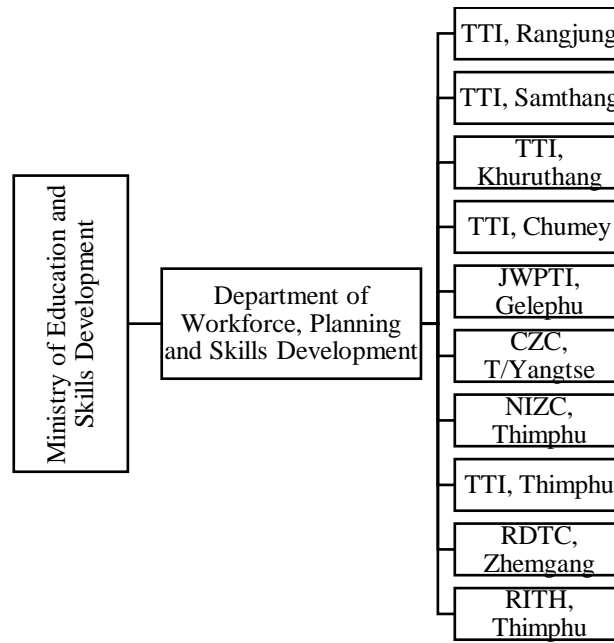 Ministry of Education and
Skills Development
Department of
Workforce, Planning
and Skills Development
TTI, Rangjung
TTI, Samthang
TTI,
Khuruthang
TTI, Chumey
JWPTI,
Gelephu
CZC,
T/Yangtse
NIZC,
Thimphu
TTI, Thimphu
RDTC,
Zhemgang
RITH,
Thimphu